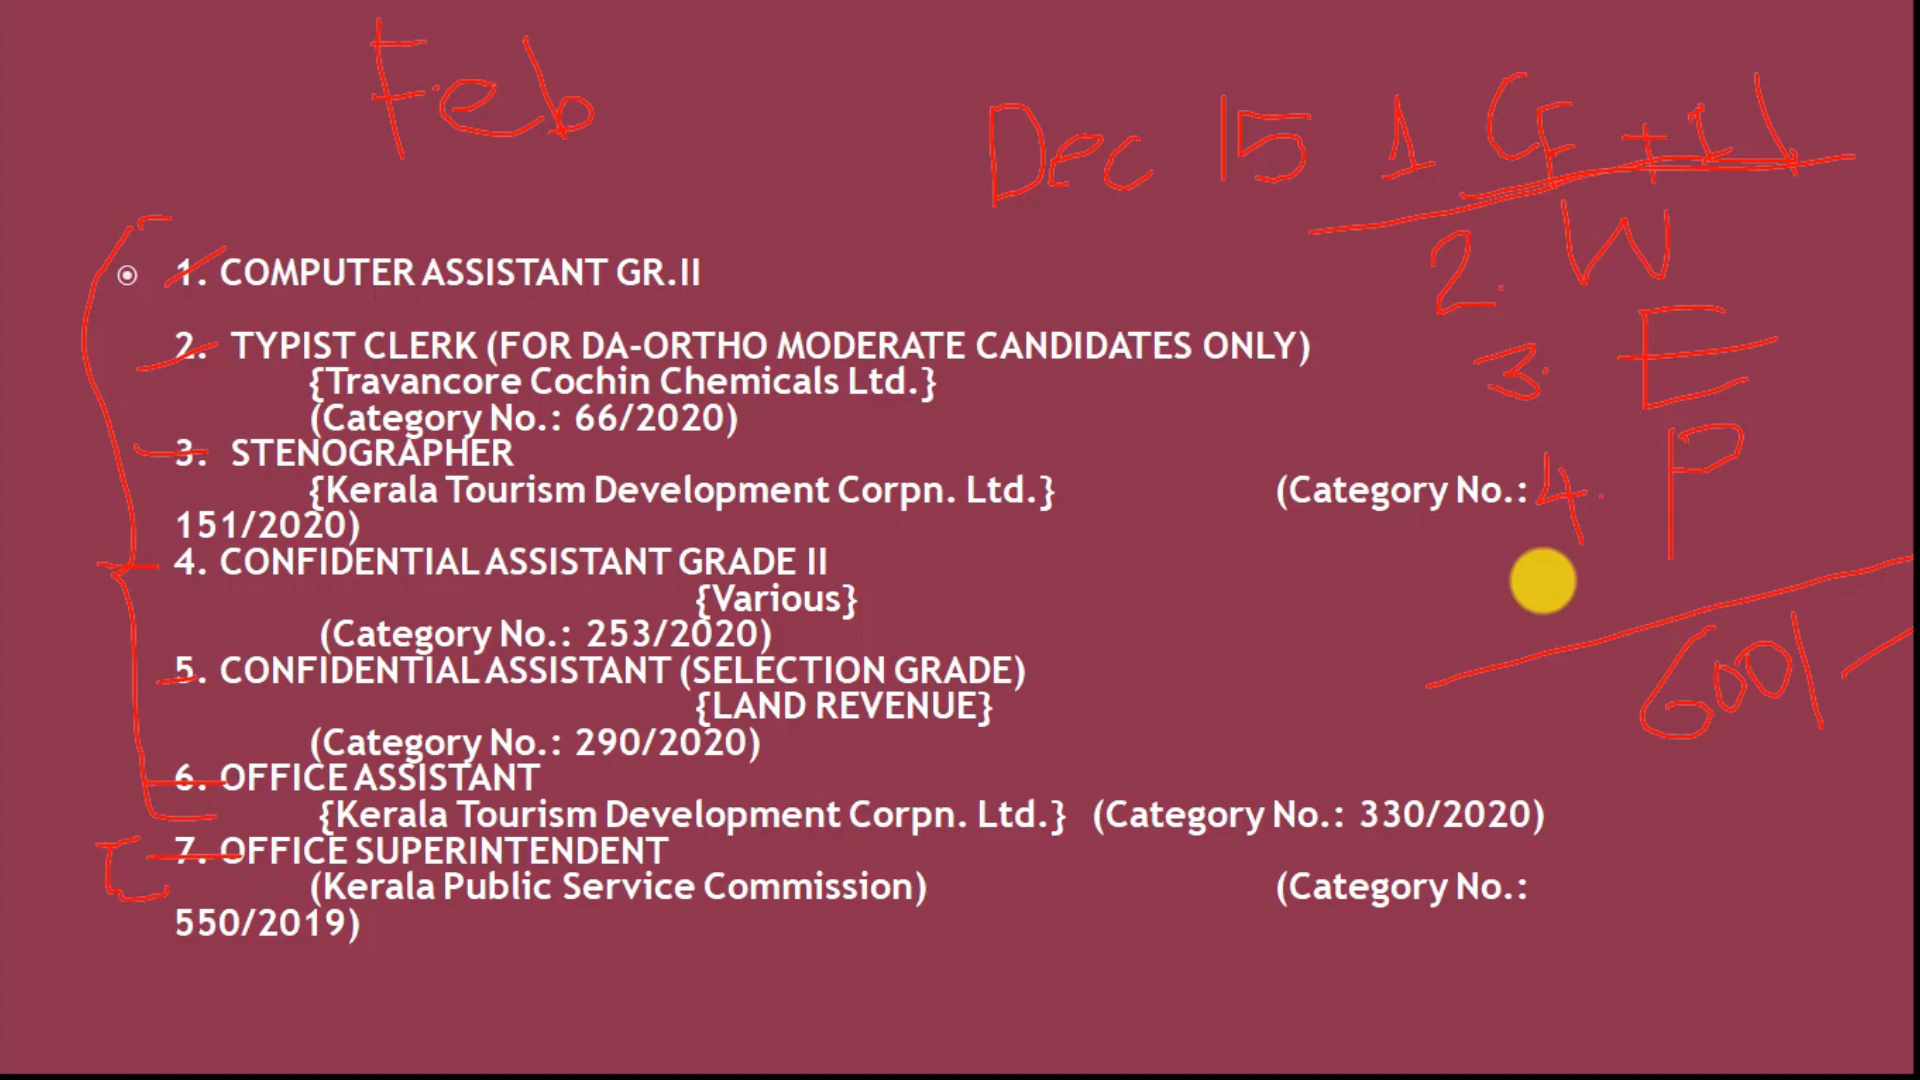 Feb
Dec 15 1
2. W
3. E
4. P
600/-
1. COMPUTER ASSISTANT GR.II
2. TYPIST CLERK (FOR DA-ORTHO MODERATE CANDIDATES ONLY)
{Travancore Cochin Chemicals Ltd.}
(Category No.: 66/2020)
3. STENOGRAPHER
{Kerala Tourism Development Corpn. Ltd.} (Category No.:
151/2020)
4. CONFIDENTIAL ASSISTANT GRADE II
{Various}
(Category No.: 253/2020)
5. CONFIDENTIAL ASSISTANT (SELECTION GRADE)
{LAND REVENUE}
(Category No.: 290/2020)
6. OFFICE ASSISTANT
{Kerala Tourism Development Corpn. Ltd.} (Category No.: 330/2020)
7. OFFICE SUPERINTENDENT
(Kerala Public Service Commission) (Category No.:
550/2019)